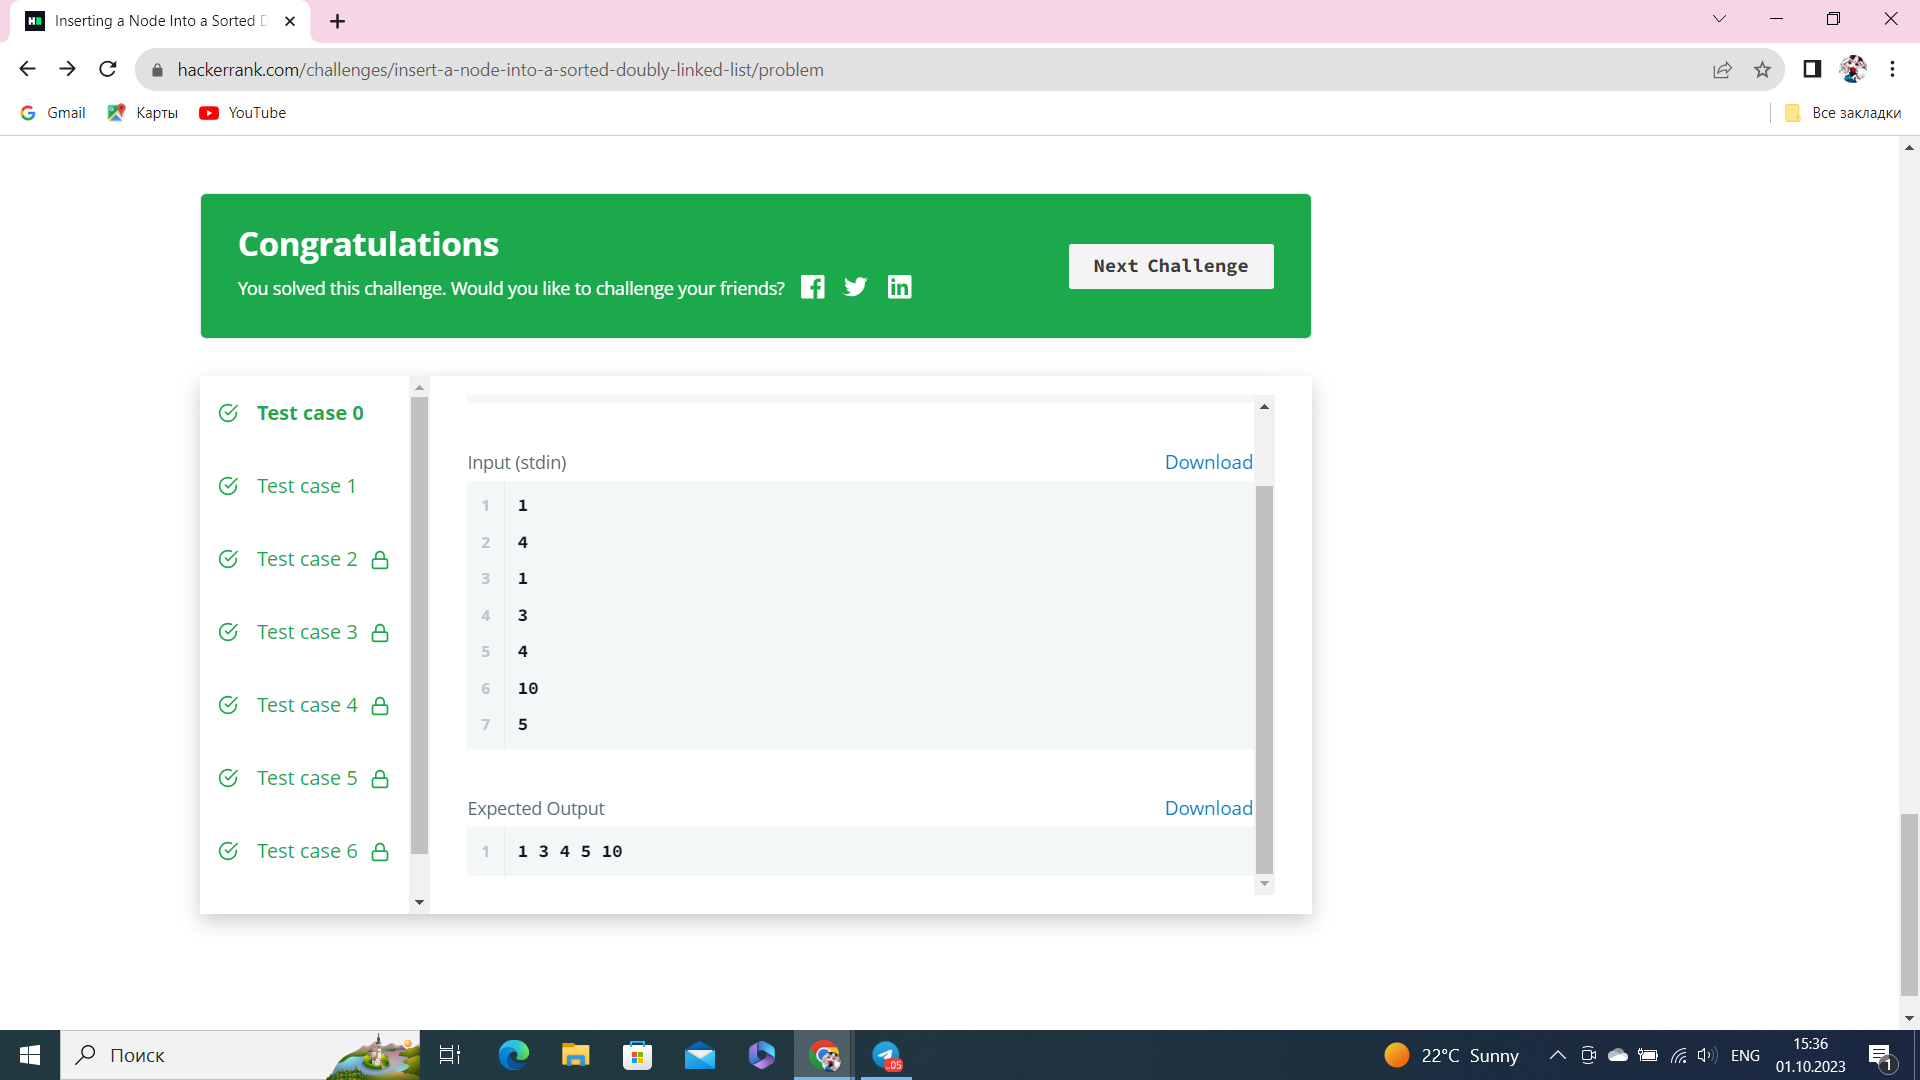 Inserting a Node Into a Sorted D
hackerrank.com/challenges/insert-a-node-into-a-sorted-doubly-linked-list/problem
Gmail
Карты
YouTube
Все закладки
Congratulations
You solved this challenge. Would you like to challenge your friends?
Next Challenge
Test case 0
Test case 1
Test case 2
Test case 3
Test case 4
Test case 5
Test case 6
Input (stdin)
Download
1 1
2 4
3 1
4 3
5 4
6 10
7 5
Expected Output
Download
1 1 3 4 5 10
Поиск
..05
22°C Sunny
ENG
15:36
01.10.2023
1